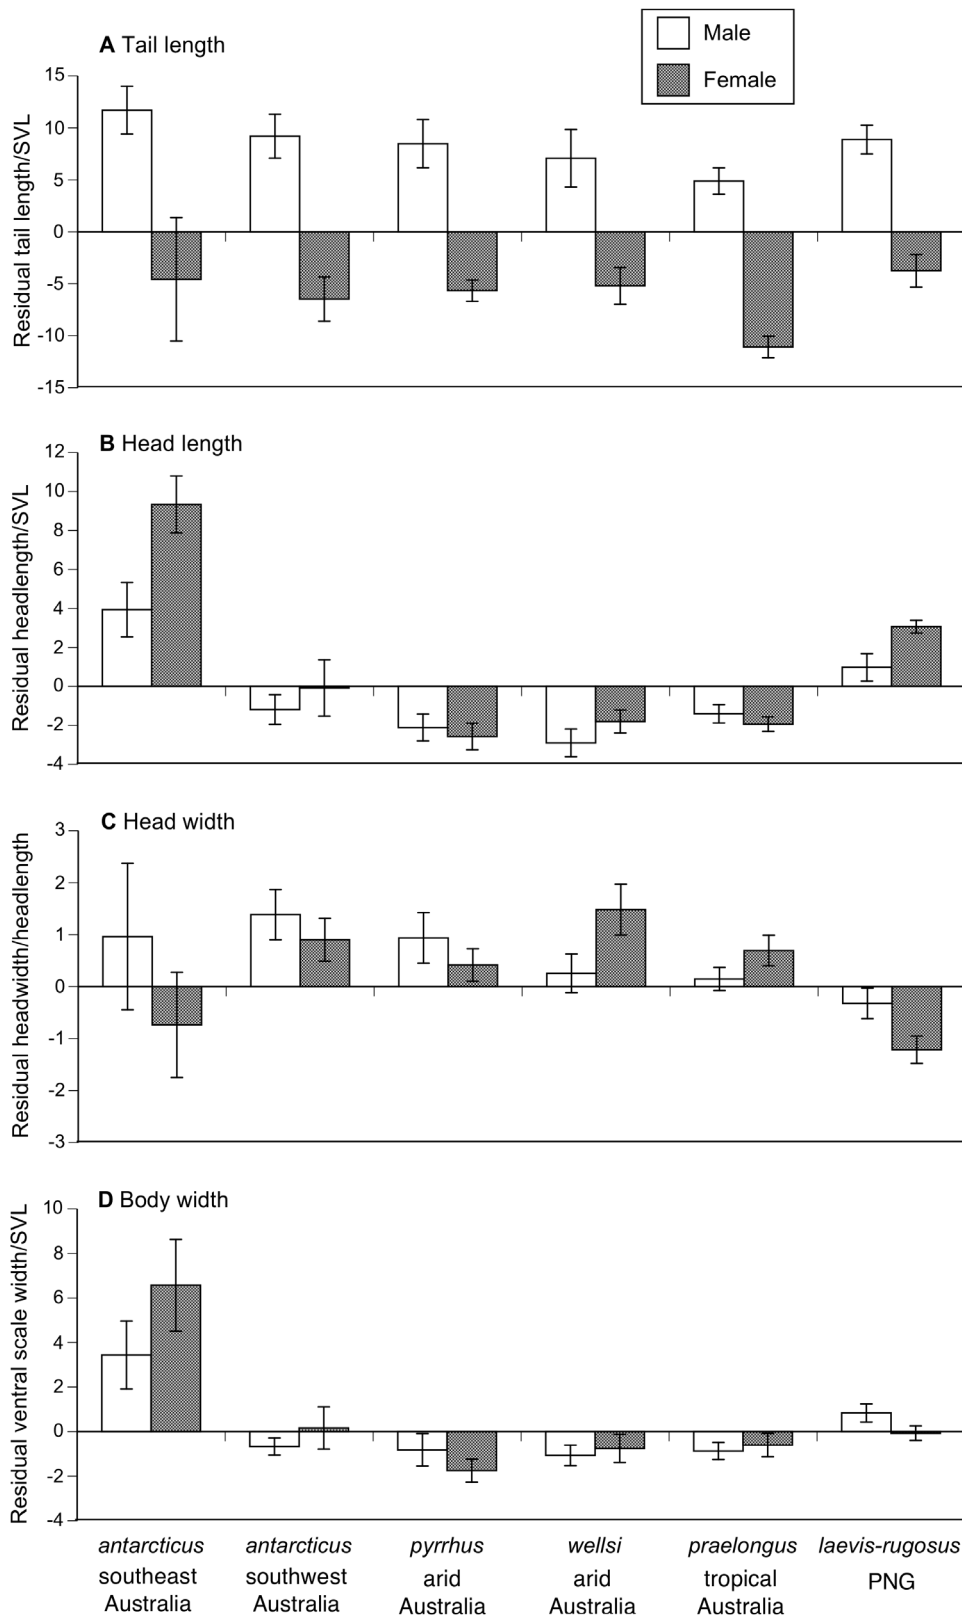 Male
Female
A Tail length
Residual tail length/SVL
15
10
5
0
-5
-10
-15
B Head length
Residual headlength/SVL
12
10
8
6
4
2
0
-2
-4
C Head width
Residual headwidth/headlength
3
2
1
0
-1
-2
-3
D Body width
Residual ventral scale width/SVL
10
8
6
4
2
0
-2
-4
antarcticus
southeast
Australia
antarcticus
southwest
Australia
pyrrhus
arid
Australia
wellsi
arid
Australia
praelongus
tropical
Australia
laevis-rugosus
PNG